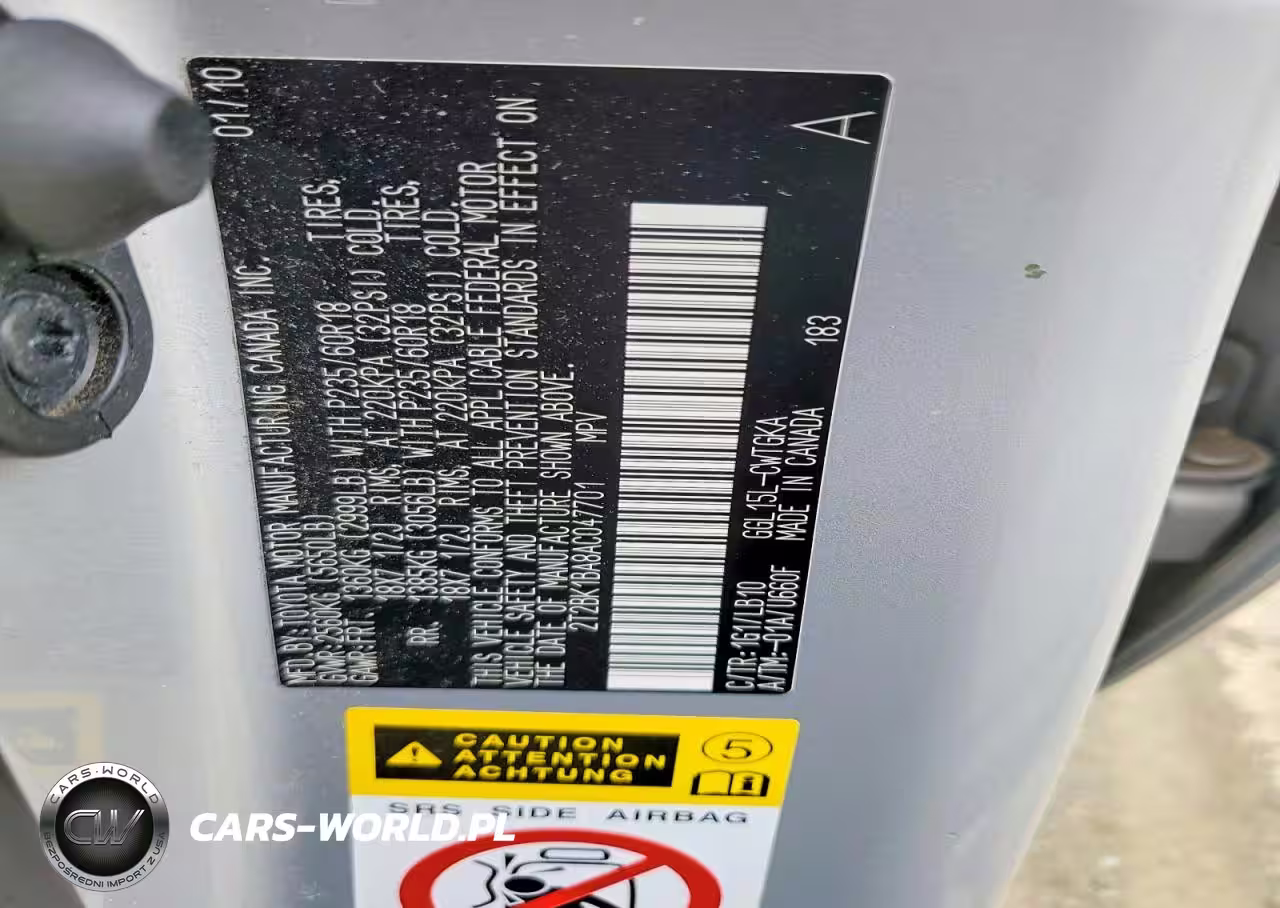 01/10
MFD.BY:TOYOTA MOTOR MANUFACTURING CANADA INC.
GVWR:2560KG (5650LB)
GAWR FRT. 1360KG (2999LB) WITH P235/60R18 TIRES,
18X7 1/2J RIMS, AT 220KPA (32PSI) COLD.
RR. 1385KG (3056LB) WITH P235/60R18 TIRES,
18X7 1/2J RIMS, AT 220KPA (32PSI) COLD.
THIS VEHICLE CONFORMS TO ALL APPLICABLE FEDERAL MOTOR
VEHICLE SAFETY AND THEFT PREVENTION STANDARDS IN EFFECT ON
THE DATE OF MANUFACTURE SHOWN ABOVE.
2T2BK1BA8AC047701 MPV
C/TR:1G1/LB10 GGL15L-CWTGKA 183
A/TM:-01A/U660F MADE IN CANADA
A
CAUTION
ATTENTION
ACHTUNG
5
SRS SIDE AIRBAG
CARS-WORLD
CW
BEZPOŚREDNI IMPORT Z USA
CARS-WORLD.PL